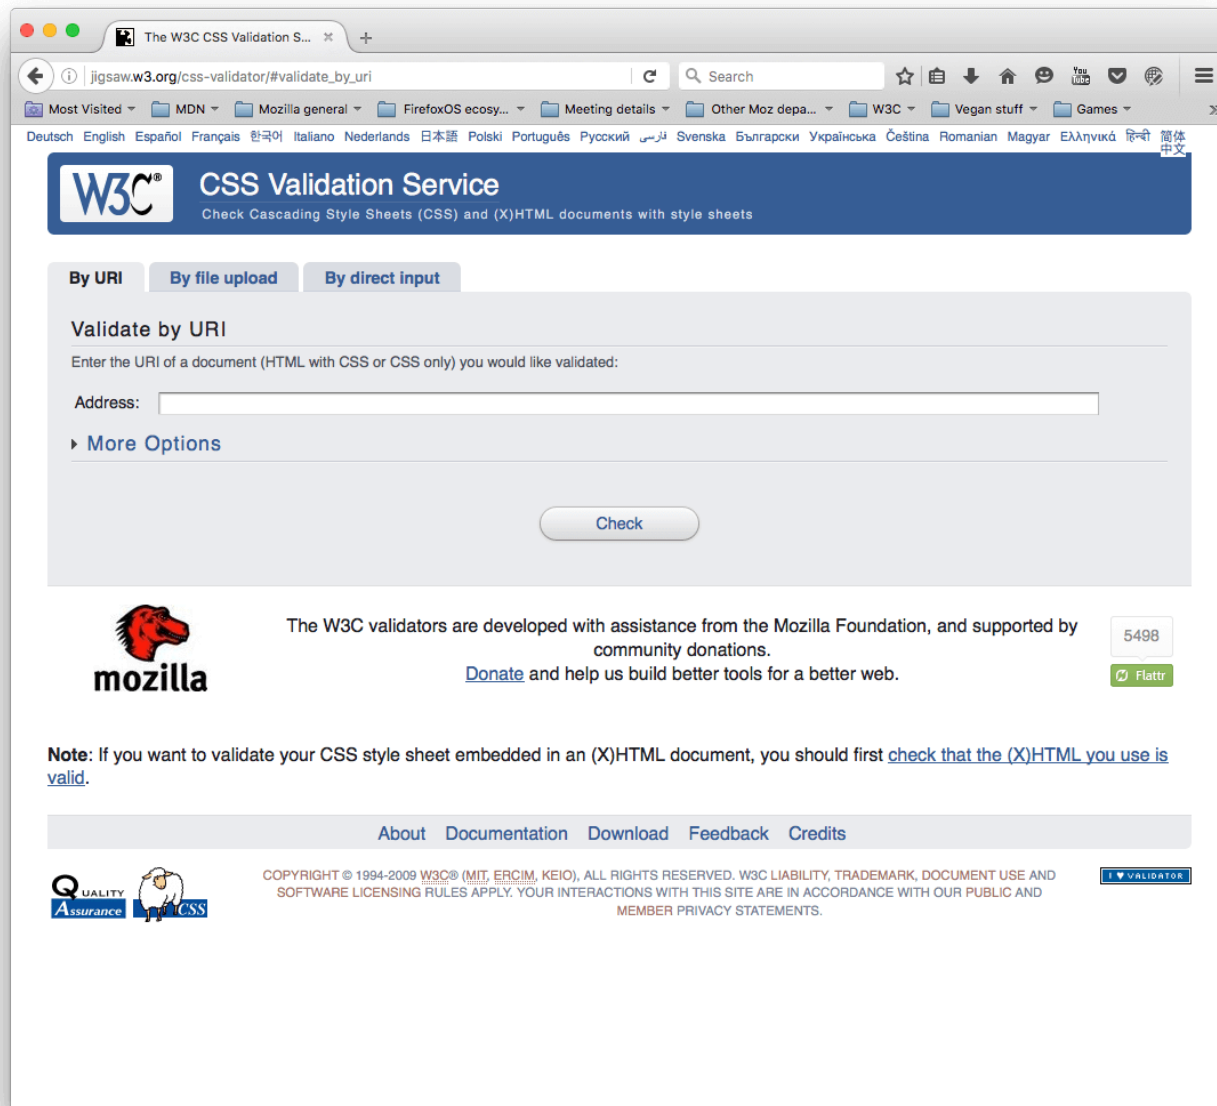 The W3C CSS Validation S...
jigsaw.w3.org/css-validator/#validate_by_uri
Search
You Tube
Most Visited MDN Mozilla general FirefoxOS ecosy... Meeting details Other Moz depa... W3C Vegan stuff Games
Deutsch English Español Français 한국어 Italiano Nederlands 日本語 Polski Português Русский فارسی Svenska Български Українська Čeština Romanian Magyar Ελληνικά हिन्दी 简体中文
W3C®
CSS Validation Service
Check Cascading Style Sheets (CSS) and (X)HTML documents with style sheets
By URI By file upload By direct input
Validate by URI
Enter the URI of a document (HTML with CSS or CSS only) you would like validated:
Address:
More Options
Check
mozilla
The W3C validators are developed with assistance from the Mozilla Foundation, and supported by
community donations.
Donate and help us build better tools for a better web.
5498
Flattr
Note: If you want to validate your CSS style sheet embedded in an (X)HTML document, you should first check that the (X)HTML you use is
valid.
About Documentation Download Feedback Credits
QUALITY
Assurance
CSS
COPYRIGHT © 1994-2009 W3C® (MIT, ERCIM, KEIO), ALL RIGHTS RESERVED. W3C LIABILITY, TRADEMARK, DOCUMENT USE AND
SOFTWARE LICENSING RULES APPLY. YOUR INTERACTIONS WITH THIS SITE ARE IN ACCORDANCE WITH OUR PUBLIC AND
MEMBER PRIVACY STATEMENTS.
I ♥ VALIDATOR